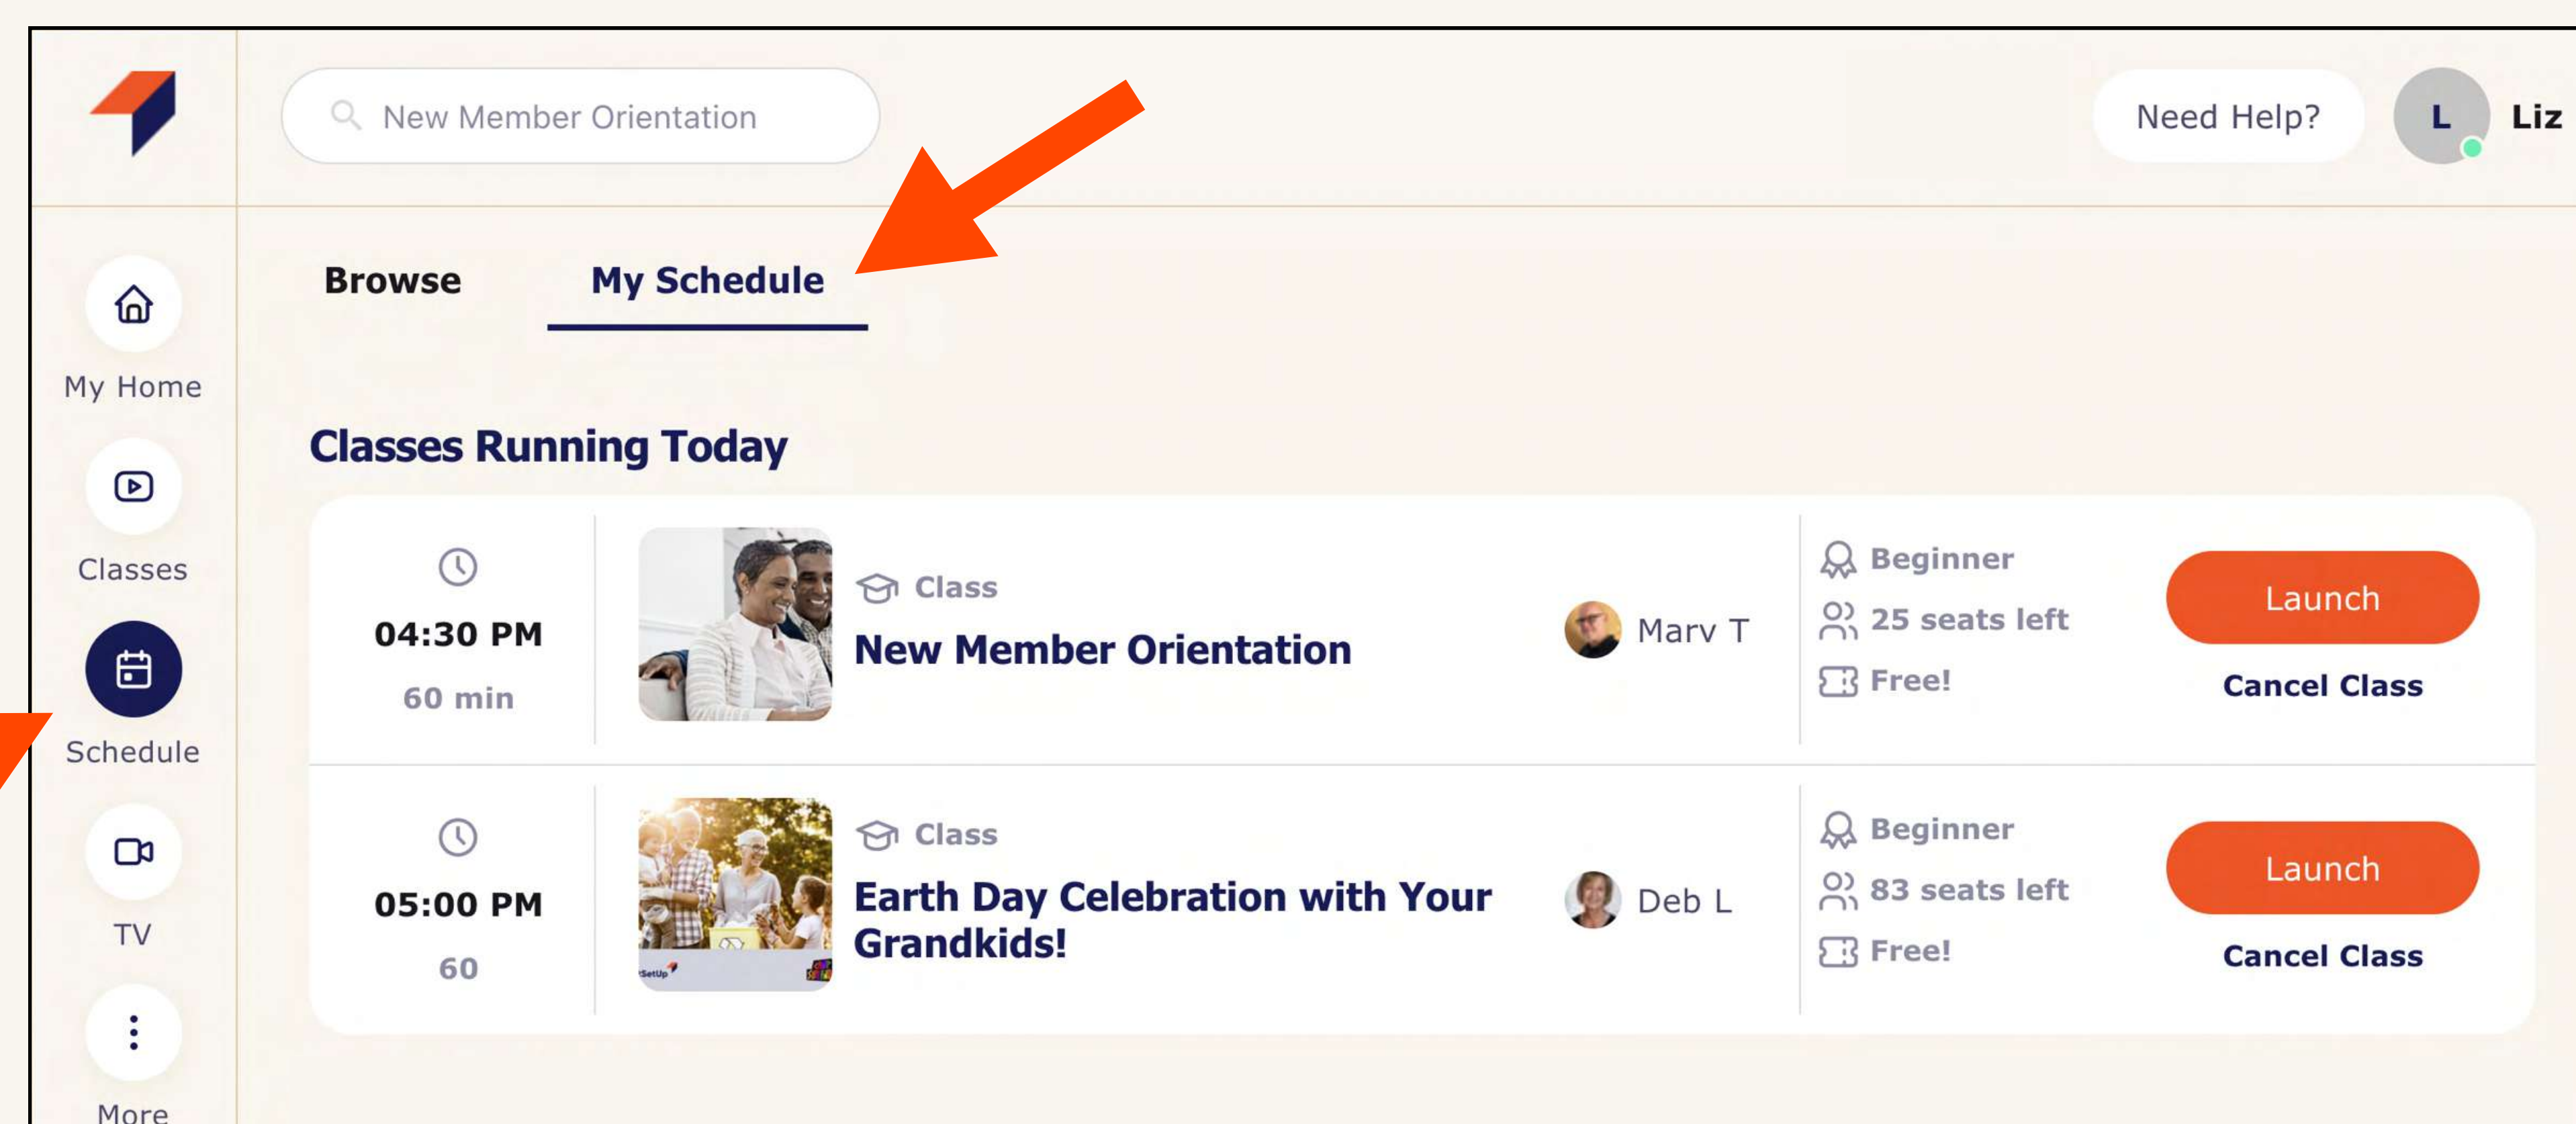 New Member Orientation
Need Help?
L
Liz
Browse
My Schedule
My Home
Classes
Schedule
TV
More
Classes Running Today
04:30 PM
60 min
Class
New Member Orientation
Marv T
Beginner
25 seats left
Free!
Launch
Cancel Class
05:00 PM
60
Class
Earth Day Celebration with Your
Grandkids!
SetUp
Deb L
Beginner
83 seats left
Free!
Launch
Cancel Class